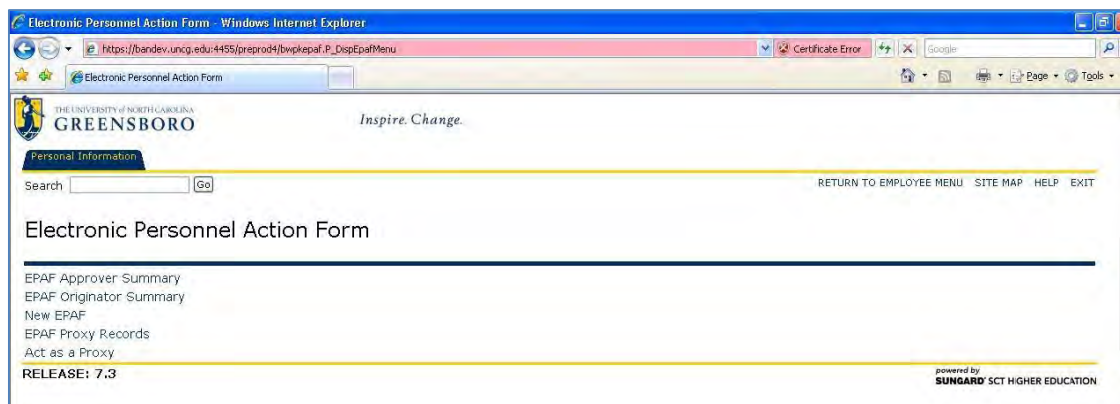 Electronic Personnel Action Form - Windows Internet Explorer
https://bandev.uncg.edu:4455/preprod4/bwpkepaf.P_DispEpafMenu
Certificate Error
Google
Electronic Personnel Action Form
Page
Tools
THE UNIVERSITY of NORTH CAROLINA
GREENSBORO
Inspire. Change.
Personal Information
Search
Go
RETURN TO EMPLOYEE MENU SITE MAP HELP EXIT
Electronic Personnel Action Form
EPAF Approver Summary
EPAF Originator Summary
New EPAF
EPAF Proxy Records
Act as a Proxy
RELEASE: 7.3
powered by
SUNGARD' SCT HIGHER EDUCATION